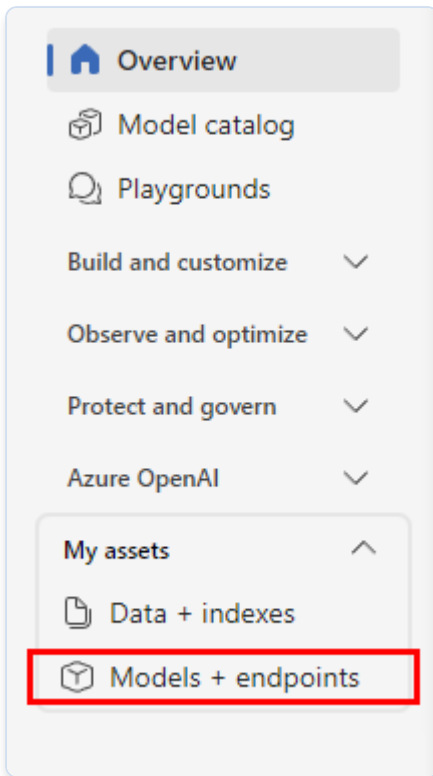 Overview
Model catalog
Playgrounds
Build and customize
Observe and optimize
Protect and govern
Azure OpenAI
My assets
Data + indexes
Models + endpoints